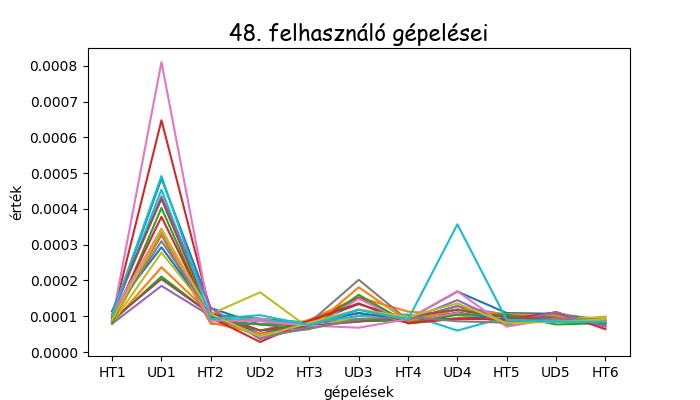 48. felhasználó gépelései
0.0008
0.0007
0.0006
0.0005
0.0004
0.0003
0.0002
0.0001
0.0000
érték
HT1 UD1 HT2 UD2 HT3 UD3 HT4 UD4 HT5 UD5 HT6
gépelések